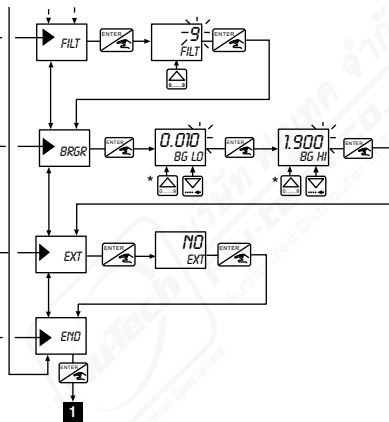 ENTER
-9
FILT
ENTER
FILT
0.....9
ENTER
0.010
BG LO
ENTER
1.900
BG HI
ENTER
BRGR
*
0.....9
*
0.....9
ENTER
NO
EXT
ENTER
EXT
END
ENTER
1